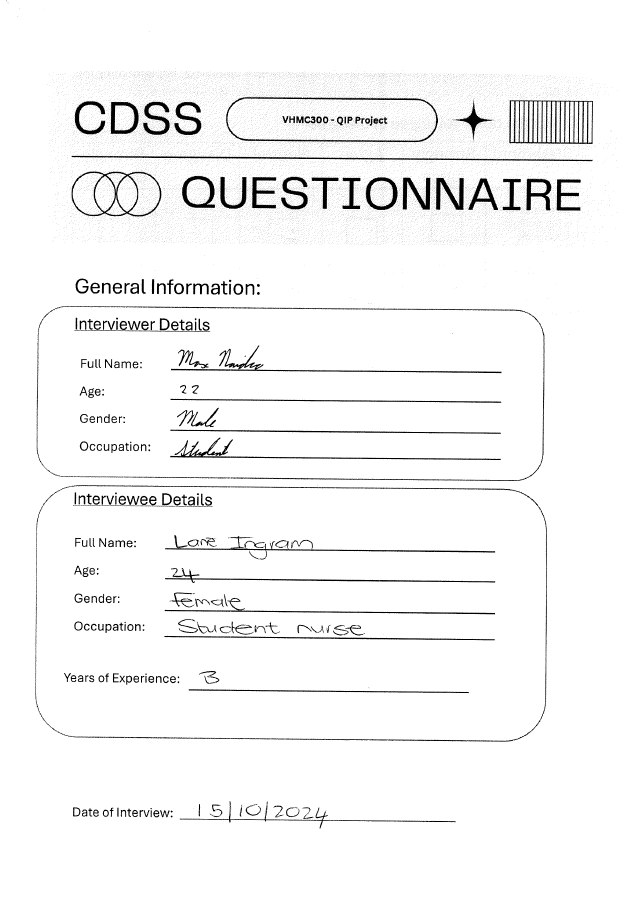 CDSS
VHMC300 - QIP Project
QUESTIONNAIRE
General Information:
Interviewer Details
Full Name: Max Naidoo
Age: 22
Gender: Male
Occupation: Student
Interviewee Details
Full Name: Lare Ingram
Age: 24
Gender: female
Occupation: Student nurse
Years of Experience: 3
Date of Interview: 15/10/2024